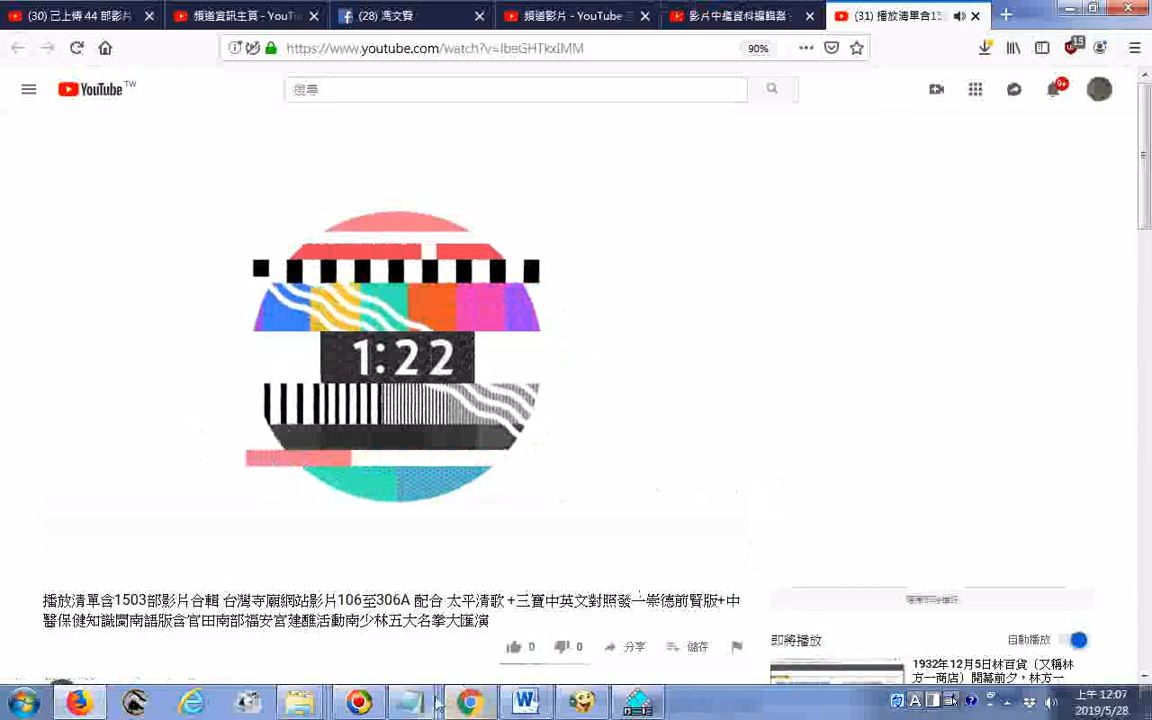 (30) 已上傳 44 部影片
頻道資訊主頁 - YouTu
(28) 馮文賢
頻道影片 - YouTube
影片中繼資料編輯器
(31) 播放清單含15
https://www.youtube.com/watch?v=
90%
15
YouTube TW
搜尋
9+
1:22
播放清單含1503部影片合輯 台灣寺廟網站影片106至306A 配合 太平清歌 +三寶中英文對照發一崇德前賢版+中
醫保健知識閩南語版含官田南部福安宮建醮活動南少林五大名拳大匯演
0
0
分享
儲存
即將播放
自動播放
1932年12月5日林百貨〔又稱林
方一商店〕開幕前夕，林方一
上午 12:07
2019/5/28